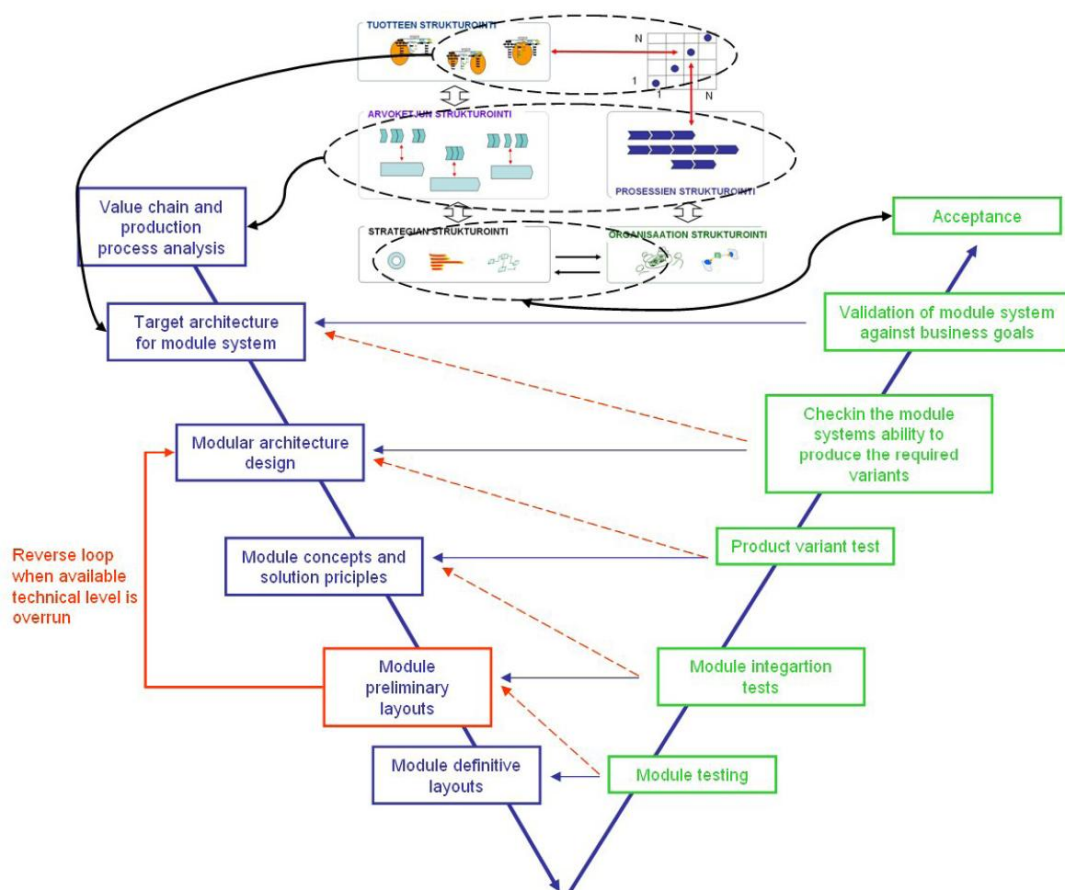 TUOTTEEN STRUKTUROINTI
N
1
1
N
ARVOKETJUN STRUKTUROINTI
PROSESSIEN STRUKTUROINTI
STRATEGIAN STRUKTUROINTI
ORGANISAATION STRUKTUROINTI
Value chain and
production
process analysis
Acceptance
Target architecture
for module system
Validation of module system
against business goals
Modular architecture
design
Checkin the module
systems ability to
produce the required
variants
Reverse loop
when available
technical level is
overrun
Module concepts and
solution priciples
Product variant test
Module
preliminary
layouts
Module integartion
tests
Module definitive
layouts
Module testing